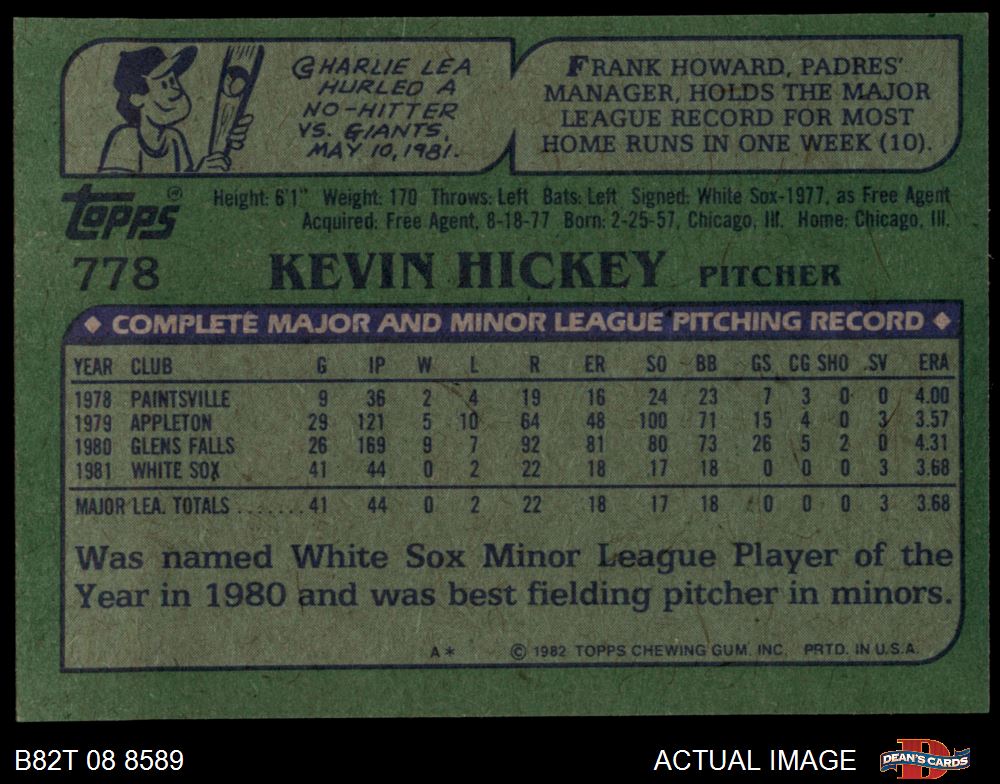 CHARLIE LEA
HURLED A
NO-HITTER
VS. GIANTS,
MAY 10, 1981.
FRANK HOWARD, PADRES'
MANAGER, HOLDS THE MAJOR
LEAGUE RECORD FOR MOST
HOME RUNS IN ONE WEEK (10).
Topps®
Height: 6'1" Weight: 170 Throws: Left Bats: Left Signed: White Sox-1977, as Free Agent
Acquired: Free Agent, 8-18-77 Born: 2-25-57, Chicago, Ill. Home: Chicago, Ill.
778 KEVIN HICKEY PITCHER
◆ COMPLETE MAJOR AND MINOR LEAGUE PITCHING RECORD ◆
YEAR CLUB G IP W L R ER SO BB GS CG SHO SV ERA
1978 PAINTSVILLE 9 36 2 4 19 16 24 23 7 3 0 0 4.00
1979 APPLETON 29 121 5 10 64 48 100 71 15 4 0 3 3.57
1980 GLENS FALLS 26 169 9 7 92 81 80 73 26 5 2 0 4.31
1981 WHITE SOX 41 44 0 2 22 18 17 18 0 0 0 3 3.68
MAJOR LEA. TOTALS .......41 44 0 2 22 18 17 18 0 0 0 3 3.68
Was named White Sox Minor League Player of the
Year in 1980 and was best fielding pitcher in minors.
A* © 1982 TOPPS CHEWING GUM, INC. PRTD. IN U.S.A.
B82T 08 8589 ACTUAL IMAGE DEAN'S CARDS